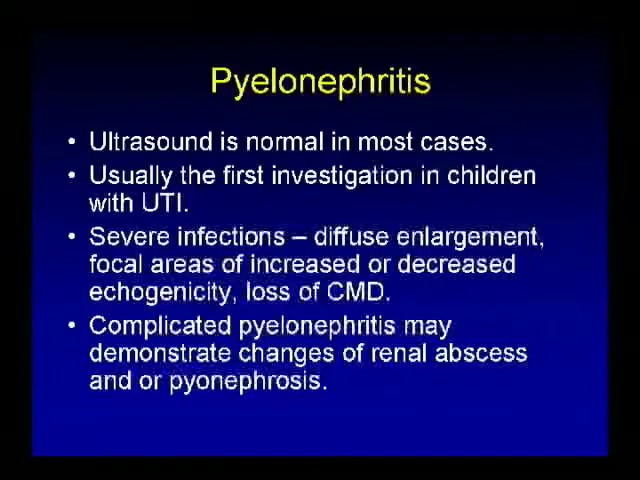 Pyelonephritis
• Ultrasound is normal in most cases.
• Usually the first investigation in children
with UTI.
• Severe infections – diffuse enlargement,
focal areas of increased or decreased
echogenicity, loss of CMD.
• Complicated pyelonephritis may
demonstrate changes of renal abscess
and or pyonephrosis.